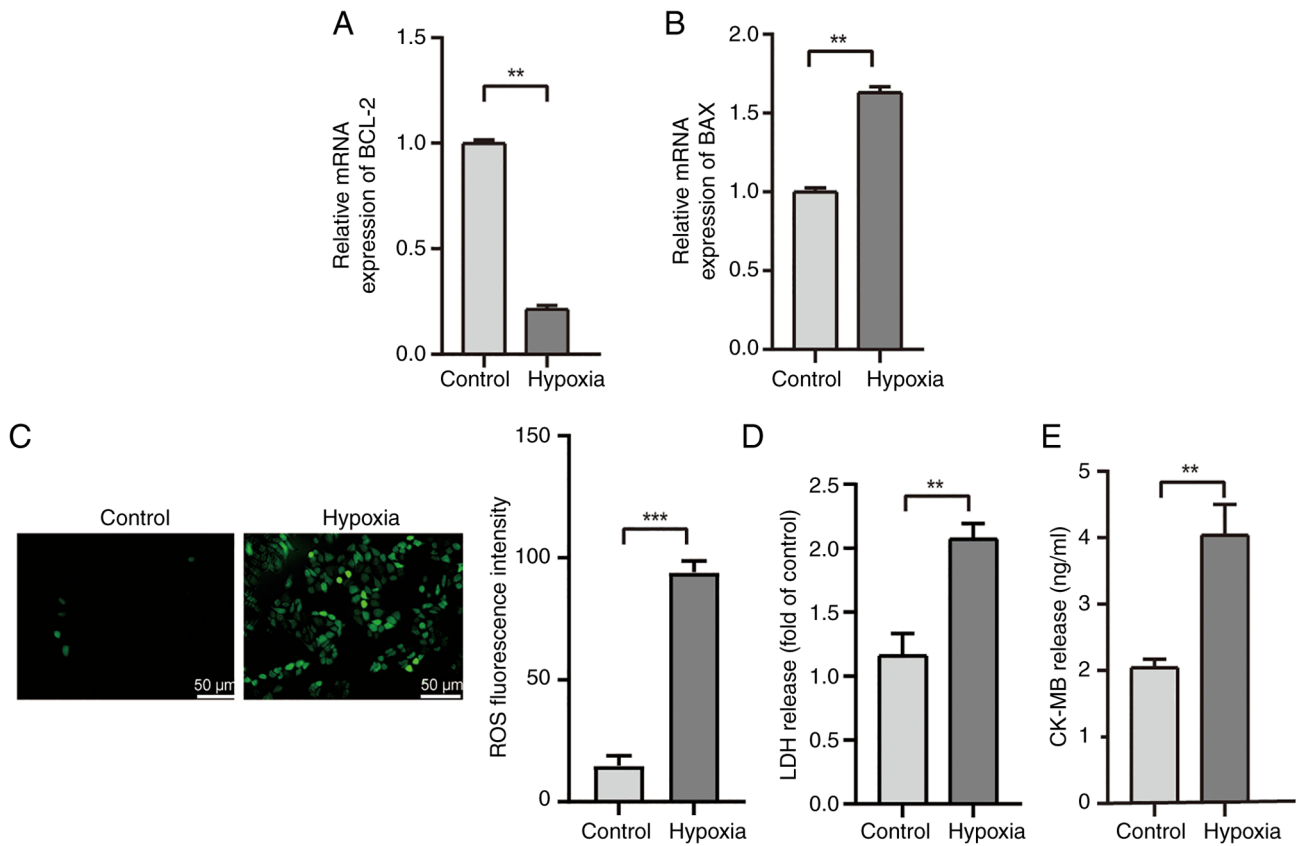 A
Relative mRNA
expression of BCL-2
1.5
1.0
0.5
0.0
**
Control
Hypoxia
B
Relative mRNA
expression of BAX
2.0
1.5
1.0
0.5
0.0
**
Control
Hypoxia
C
Control
Hypoxia
50 μm
50 μm
ROS fluorescence intensity
150
100
50
0
***
Control
Hypoxia
D
LDH release (fold of control)
2.5
2.0
1.5
1.0
0.5
0.0
**
Control
Hypoxia
E
CK-MB release (ng/ml)
5
4
3
2
1
0
**
Control
Hypoxia